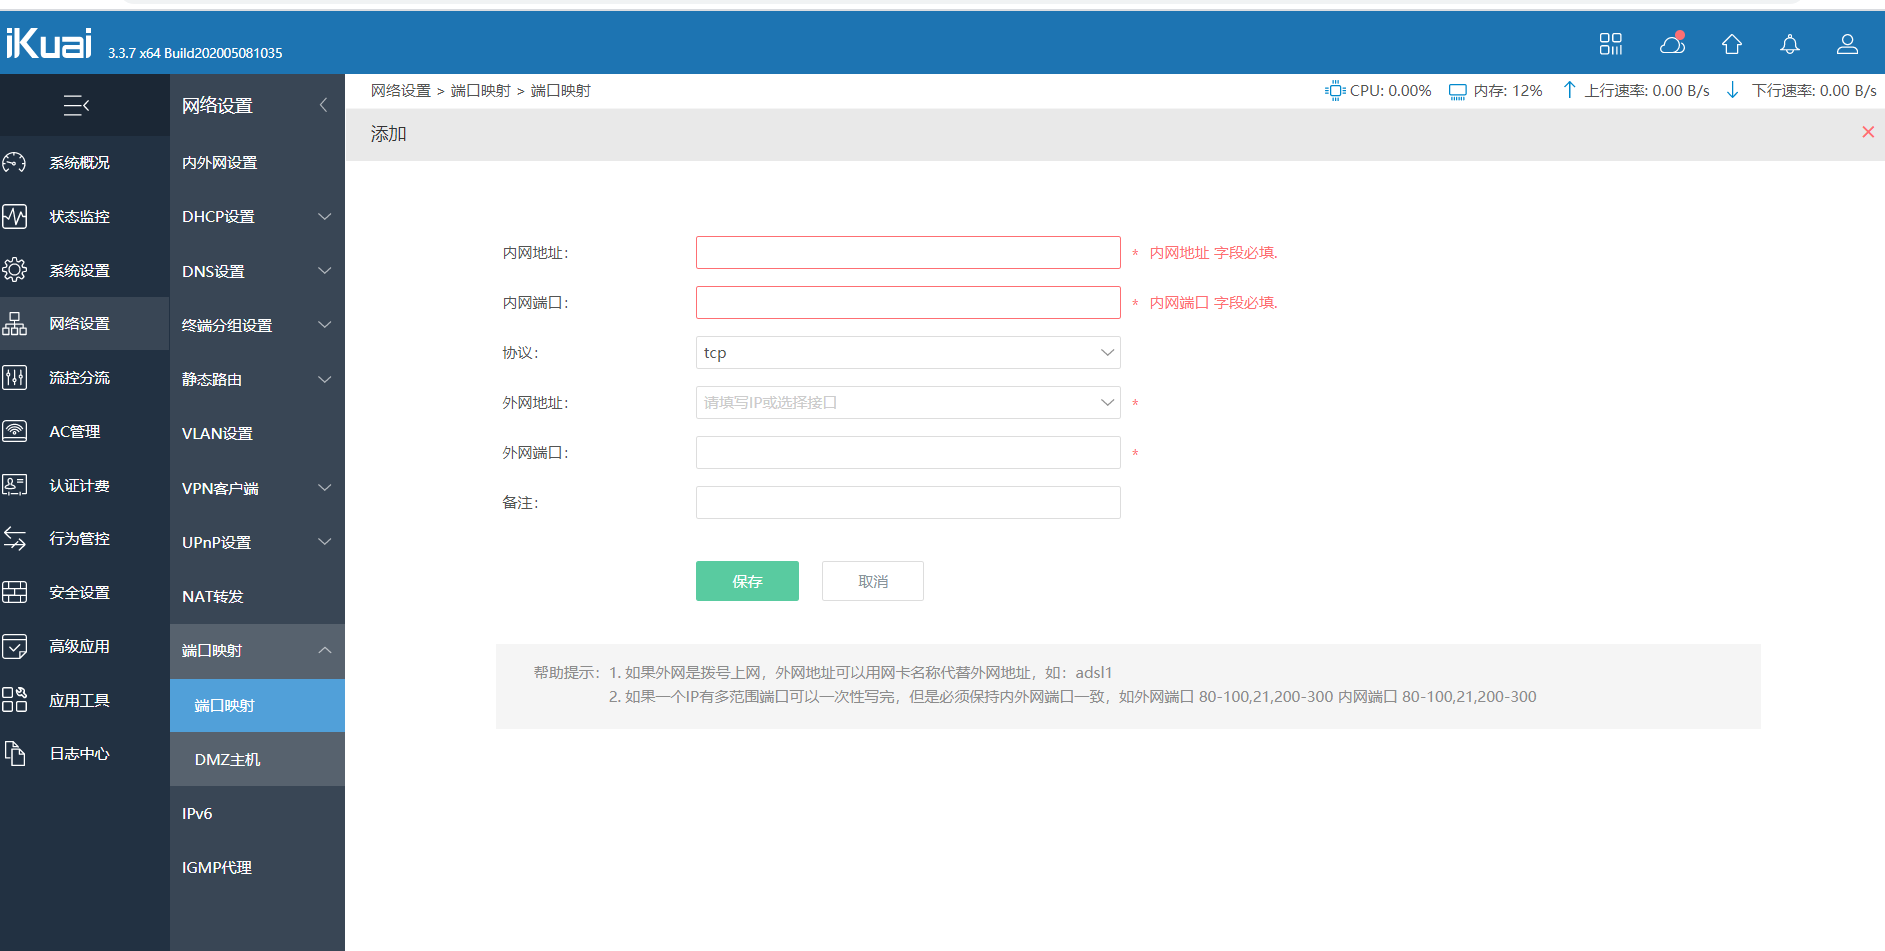 iKuai 3.3.7 x64 Build202005081035
系统概况
状态监控
系统设置
网络设置
流控分流
AC管理
认证计费
行为管控
安全设置
高级应用
应用工具
日志中心
网络设置
内外网设置
DHCP设置
DNS设置
终端分组设置
静态路由
VLAN设置
VPN客户端
UPnP设置
NAT转发
端口映射
端口映射
DMZ主机
IPv6
IGMP代理
网络设置 > 端口映射 > 端口映射 CPU: 0.00% 内存: 12% 上行速率: 0.00 B/s 下行速率: 0.00 B/s
添加
内网地址: * 内网地址 字段必填.
内网端口: * 内网端口 字段必填.
协议: tcp
外网地址: 请填写IP或选择接口 *
外网端口: *
备注:
保存 取消
帮助提示: 1. 如果外网是拨号上网，外网地址可以用网卡名称代替外网地址，如：adsl1
2. 如果一个IP有多范围端口可以一次性写完，但是必须保持内外网端口一致，如外网端口 80-100,21,200-300 内网端口 80-100,21,200-300